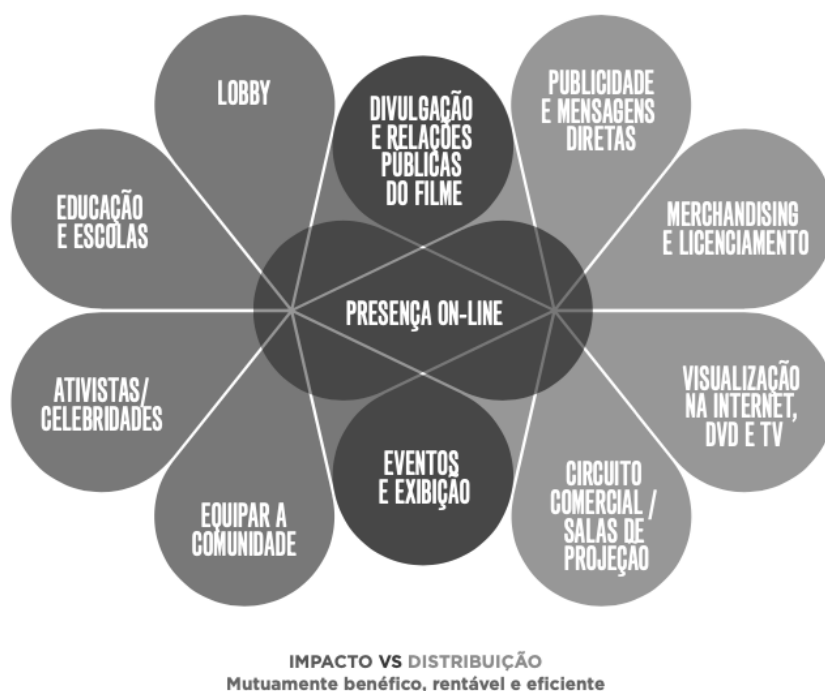 LOBBY
DIVULGAÇÃO
E RELAÇÕES
PÚBLICAS
DO FILME
PUBLICIDADE
E MENSAGENS
DIRETAS
EDUCAÇÃO
E ESCOLAS
MERCHANDISING
E LICENCIAMENTO
PRESENÇA ON-LINE
ATIVISTAS/
CELEBRIDADES
VISUALIZAÇÃO
NA INTERNET,
DVD E TV
EQUIPAR A
COMUNIDADE
EVENTOS
E EXIBIÇÃO
CIRCUITO
COMERCIAL /
SALAS DE
PROJEÇÃO
IMPACTO VS DISTRIBUIÇÃO
Mutuamente benéfico, rentável e eficiente